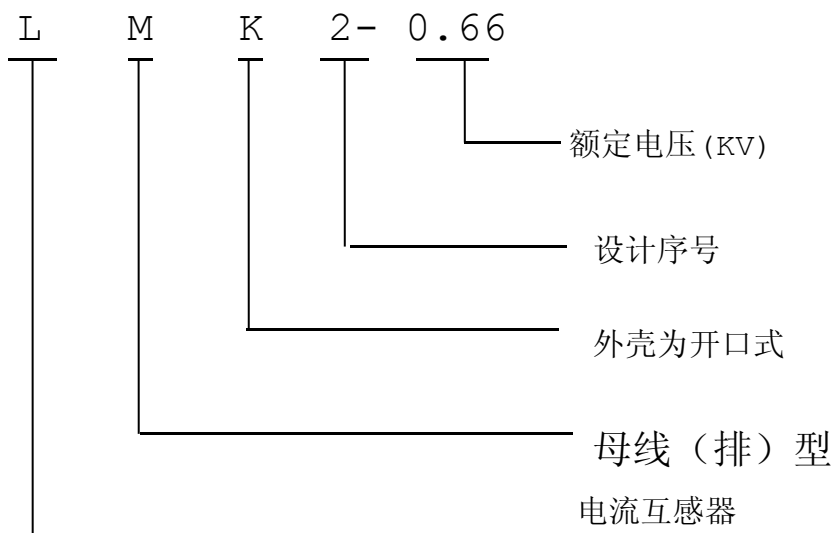 L M K 2- 0.66
额定电压(KV)
设计序号
外壳为开口式
母线（排）型
电流互感器